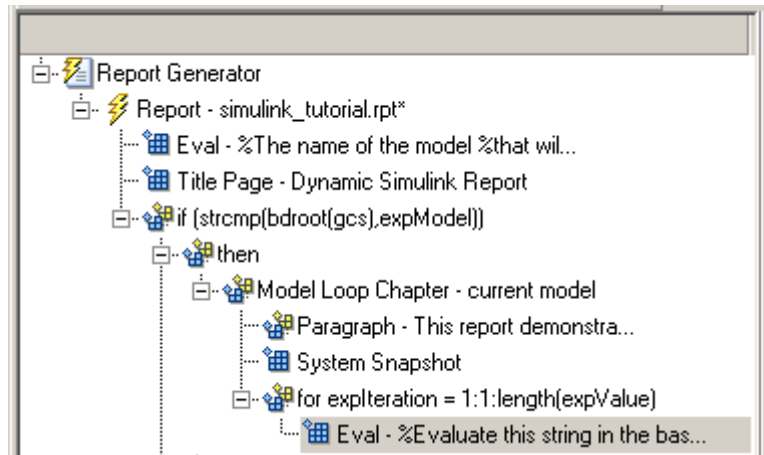 Report Generator
Report - simulink_tutorial.rpt*
Eval - %The name of the model %that wil...
Title Page - Dynamic Simulink Report
if (strcmp(bdroot(gcs),expModel))
then
Model Loop Chapter - current model
Paragraph - This report demonstra...
System Snapshot
for expIteration = 1:1:length(expValue)
Eval - %Evaluate this string in the bas...